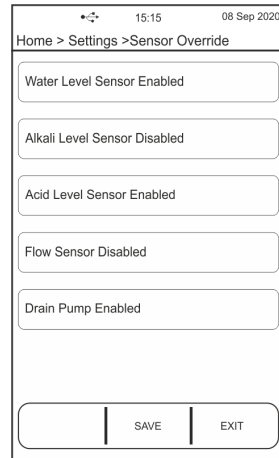 15:15 08 Sep 2020
Home > Settings >Sensor Override
Water Level Sensor Enabled
Alkali Level Sensor Disabled
Acid Level Sensor Enabled
Flow Sensor Disabled
Drain Pump Enabled
SAVE EXIT